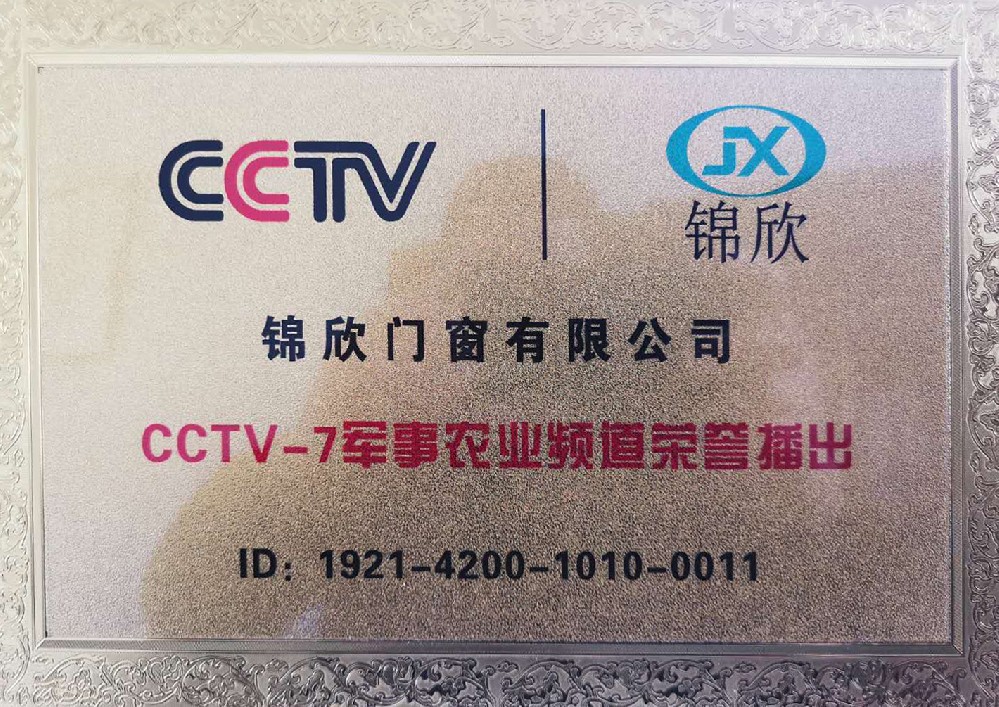 CCTV
JX
锦欣
锦欣门窗有限公司
CCTV-7军事农业频道荣誉播出
ID: 1921-4200-1010-0011